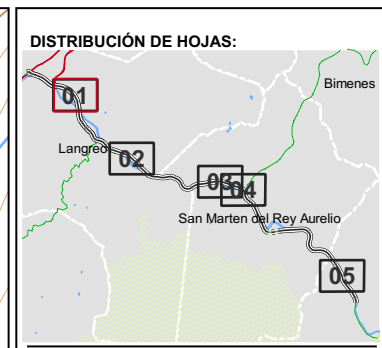 DISTRIBUCIÓN DE HOJAS:
Bimenes
01
Langreo
02
03
04
San Marten del Rey Aurelio
05